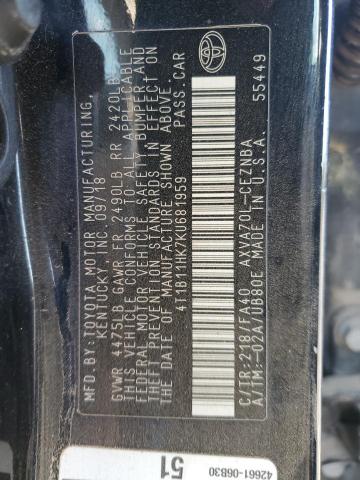 MFD. BY: TOYOTA MOTOR MANUFACTURING,
KENTUCKY, INC. 09/18
GVWR 4475LB GAWR FR 2490LB RR 2420LB
THIS VEHICLE CONFORMS TO ALL APPLICABLE
FEDERAL MOTOR VEHICLE SAFETY, BUMPER AND
THEFT PREVENTION STANDARDS IN EFFECT ON
THE DATE OF MANUFACTURE SHOWN ABOVE.
4T1B11HK7KU681959 PASS.CAR
C/TR:218/FA40 AXVA70L-CEZNBA
A/TM:-02A/UB80E MADE IN U.S.A. 55449
42661-06B30
51